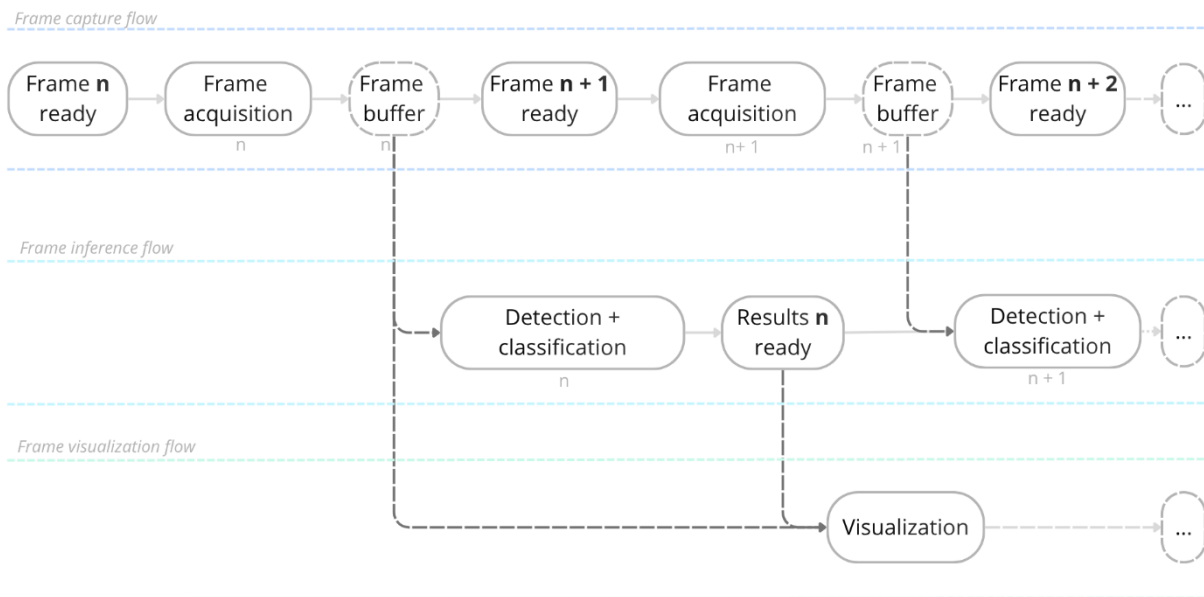 Frame capture flow
Frame n
ready
Frame
acquisition
n
Frame
buffer
n
Frame n + 1
ready
Frame
acquisition
n+ 1
Frame
buffer
n + 1
Frame n + 2
ready
...
Frame inference flow
Detection +
classification
n
Results n
ready
Detection +
classification
n + 1
...
Frame visualization flow
Visualization
...